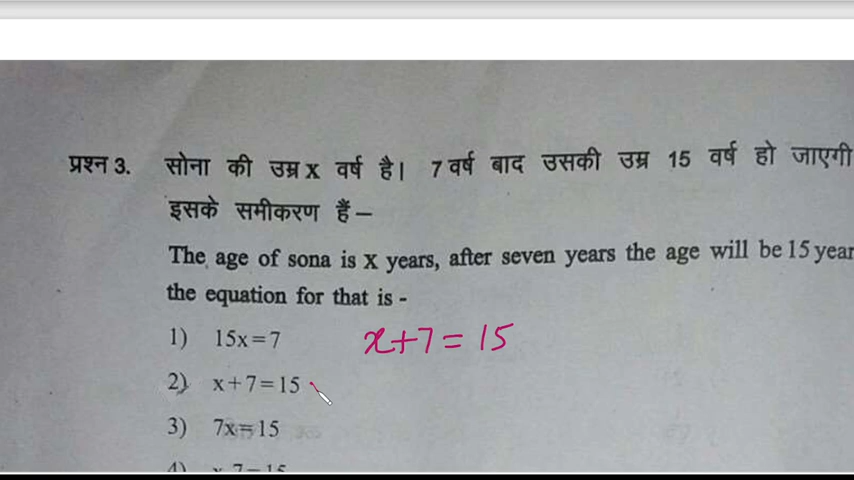 प्रश्न 3. सोना की उम्र x वर्ष है। 7 वर्ष बाद उसकी उम्र 15 वर्ष हो जाएगी
इसके समीकरण हैं –
The age of sona is x years, after seven years the age will be 15 year
the equation for that is -
1) 15x=7
x+7=15
2) x+7=15
3) 7x=15